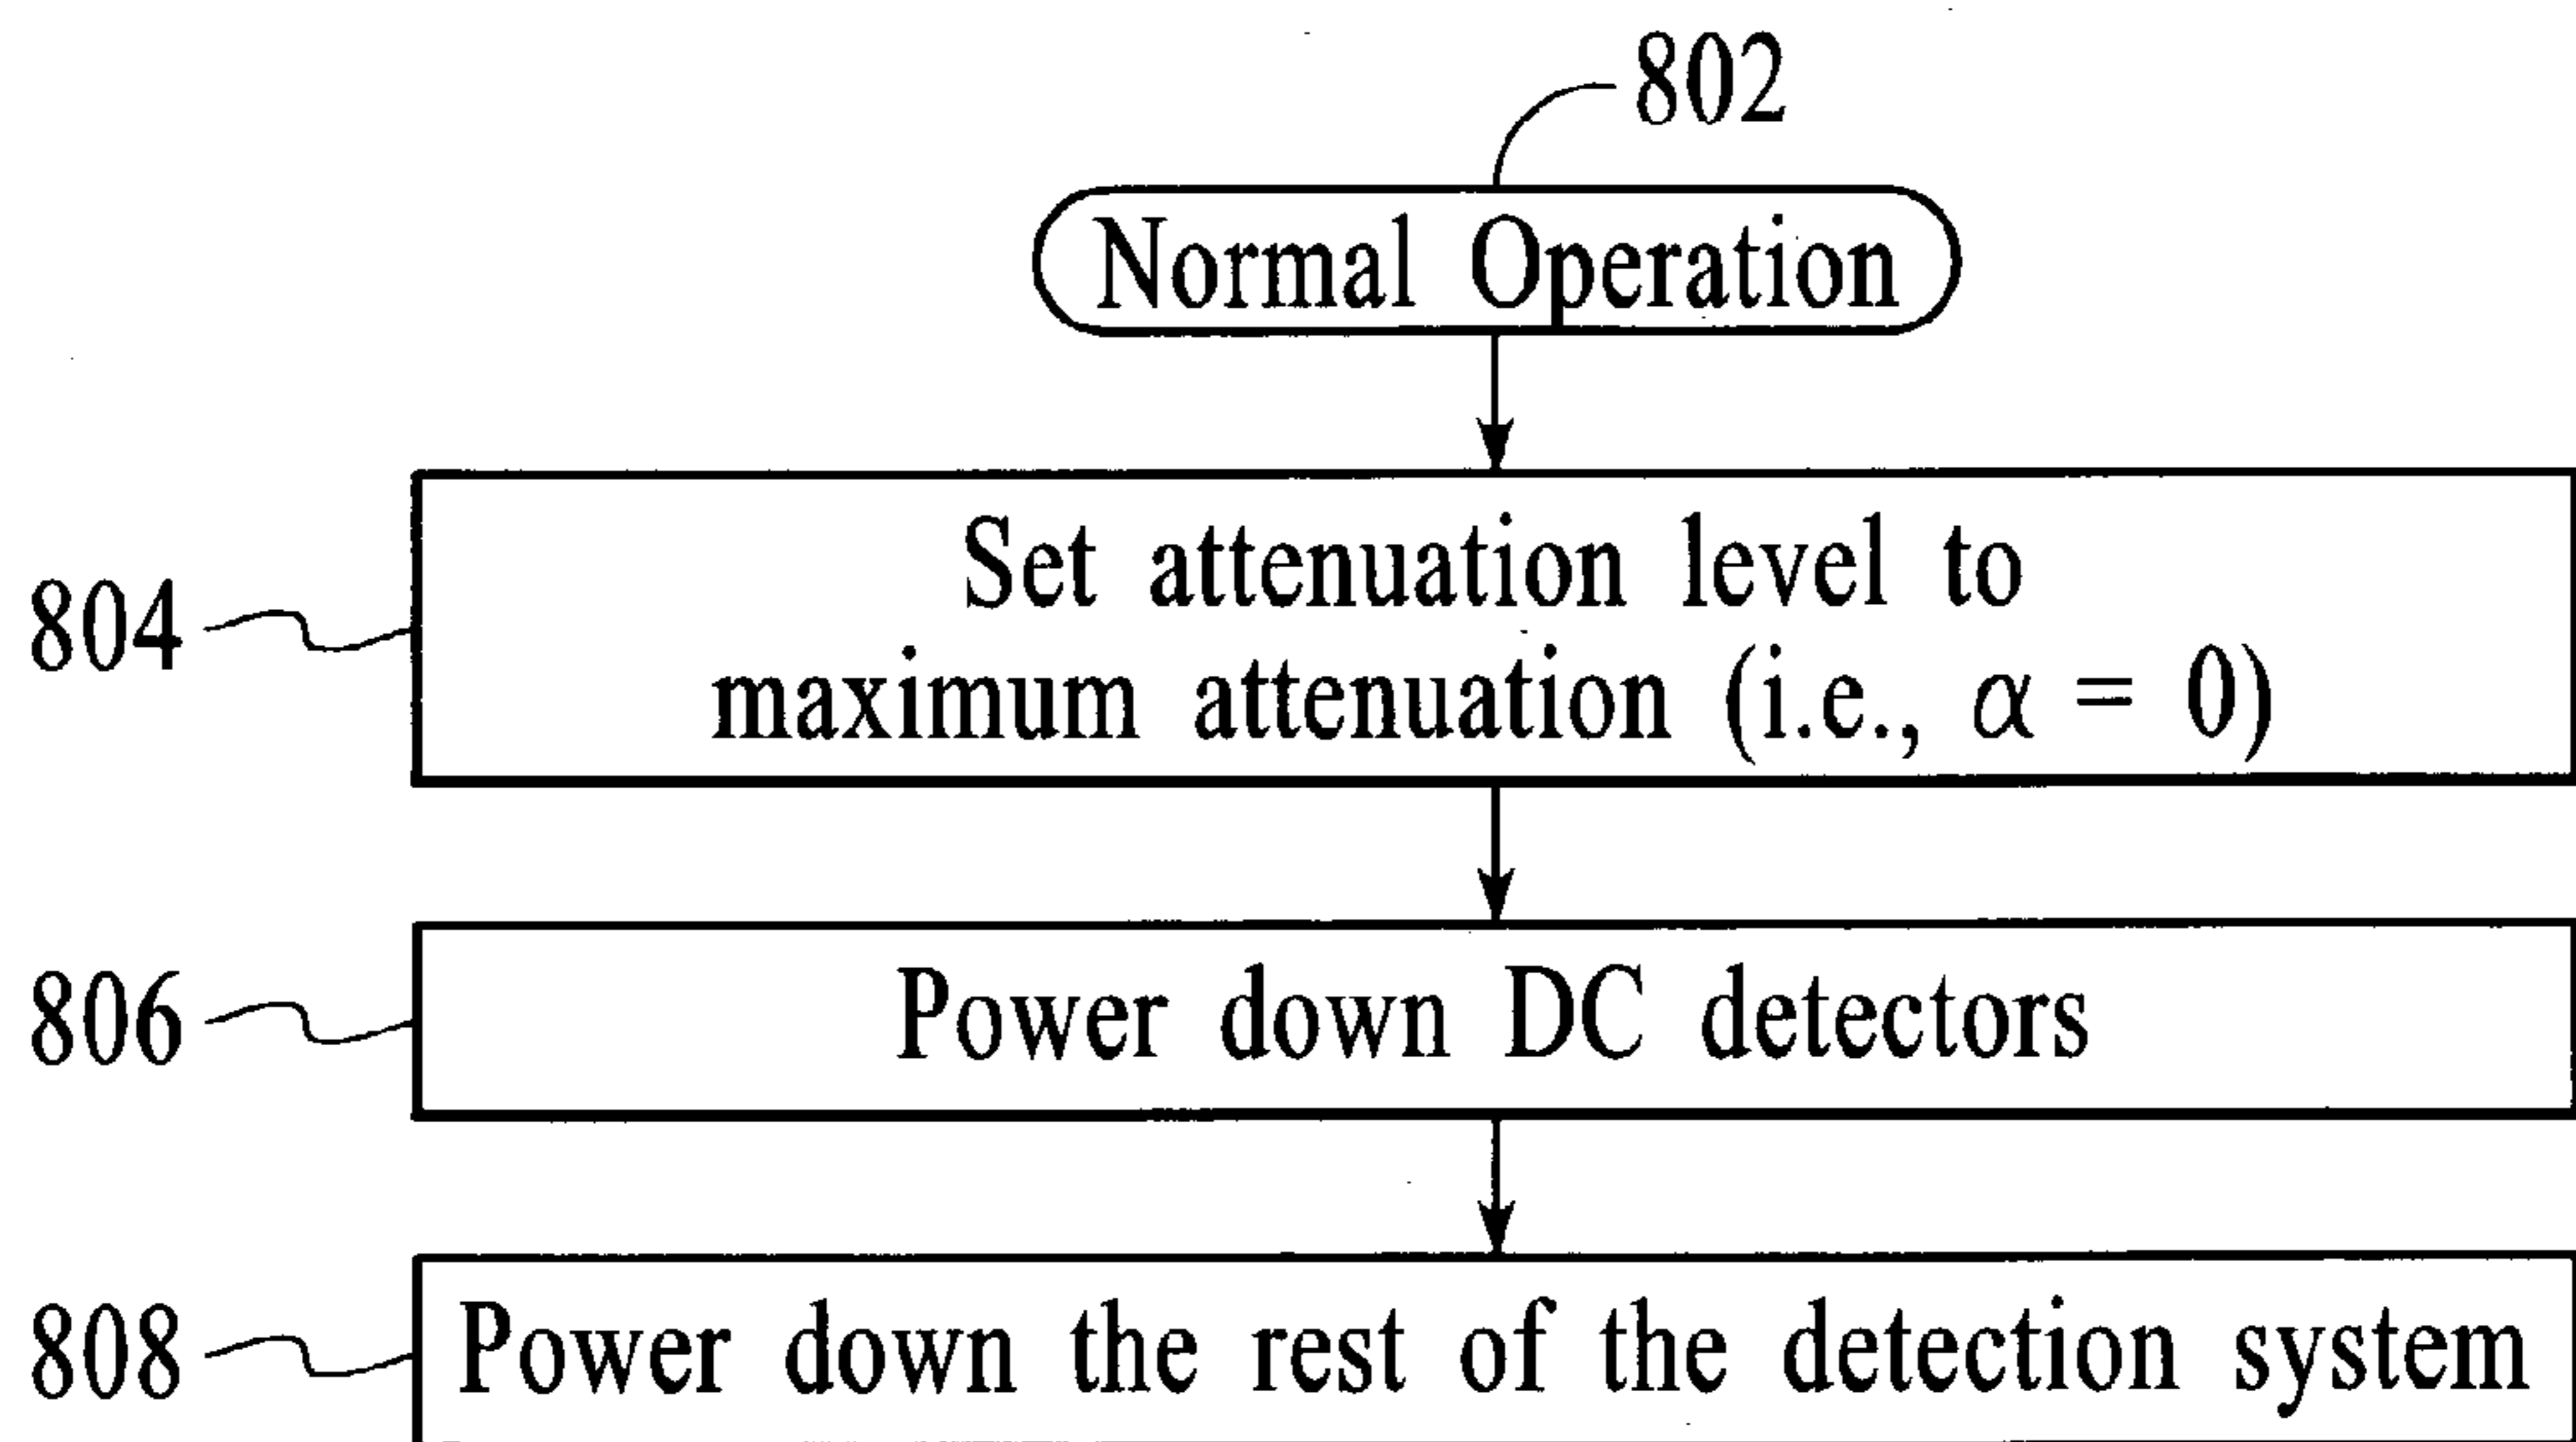 802
Normal Operation
804
Set attenuation level to
maximum attenuation (i.e., α = 0)
806
Power down DC detectors
808
Power down the rest of the detection system